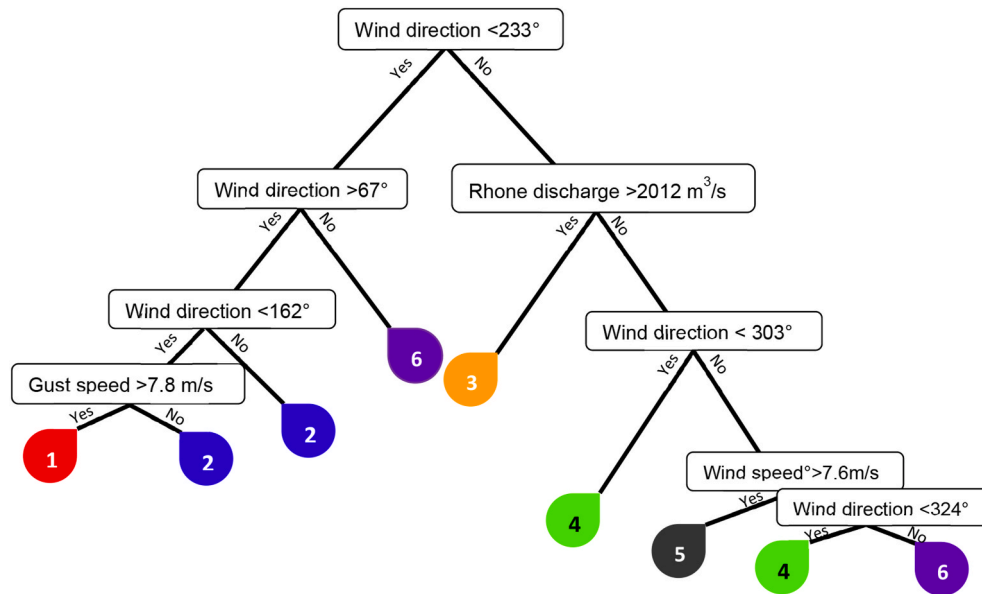 Wind direction <233°
Yes
No
Wind direction >67°
Rhone discharge >2012 m³/s
Yes
No
Yes
No
Wind direction <162°
Wind direction < 303°
Yes
No
6
3
Yes
No
Gust speed >7.8 m/s
Yes
No
1
2
2
Wind speed°>7.6m/s
Yes
Wind direction <324°
4
5
Yes
No
4
6